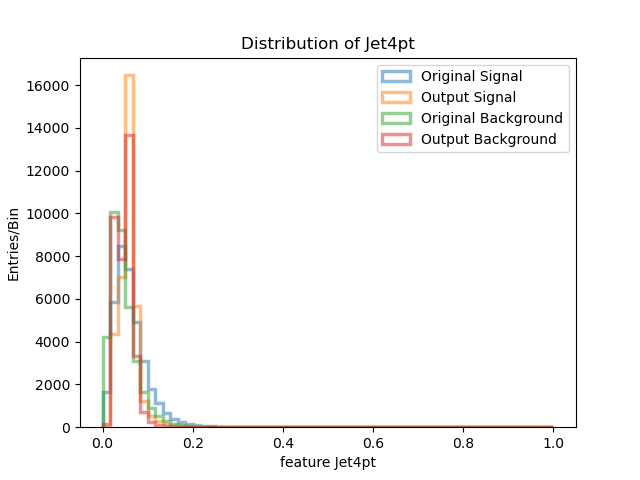 Distribution of Jet4pt
Original Signal
Output Signal
Original Background
Output Background
Entries/Bin
16000
14000
12000
10000
8000
6000
4000
2000
0
0.0 0.2 0.4 0.6 0.8 1.0
feature Jet4pt